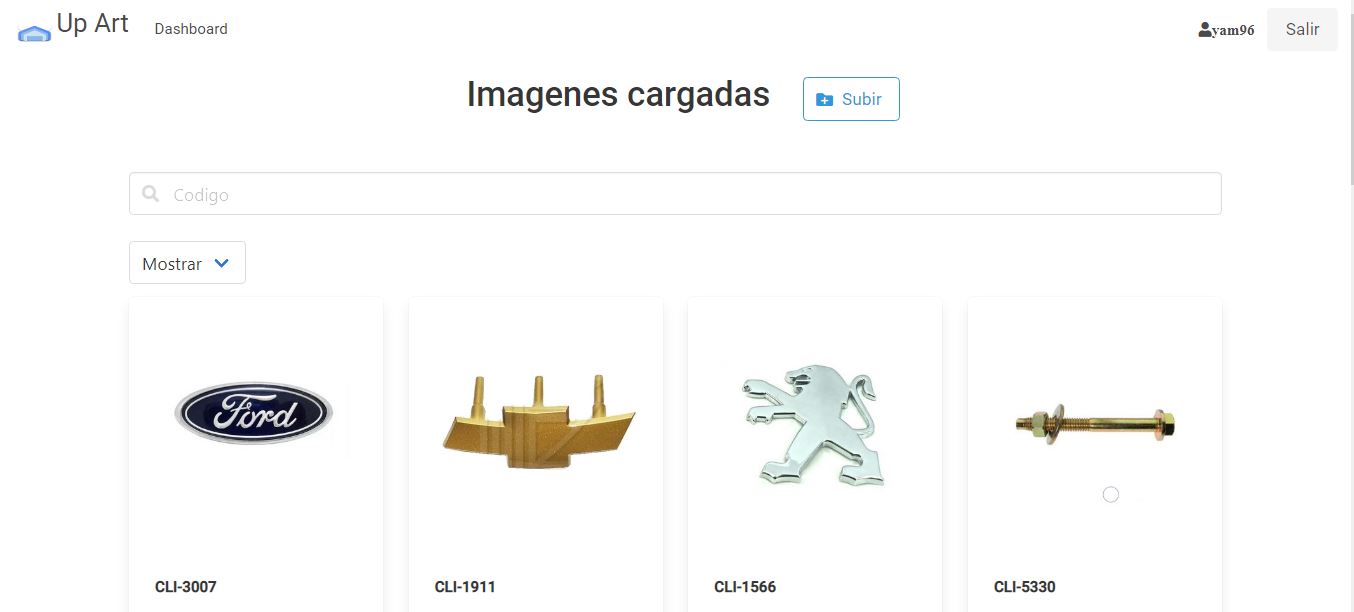 Up Art Dashboard yam96 Salir
Imagenes cargadas Subir
Codigo
Mostrar
Ford
CLI-3007 CLI-1911 CLI-1566 CLI-5330